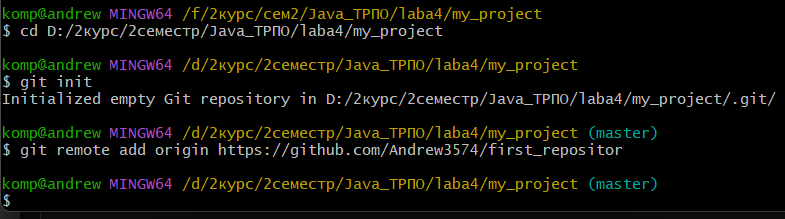 komp@andrew MINGW64 /f/2курс/сем2/Java_ТРПО/laba4/my_project
$ cd D:/2курс/2семестр/Java_ТРПО/laba4/my_project
komp@andrew MINGW64 /d/2курс/2семестр/Java_ТРПО/laba4/my_project
$ git init
Initialized empty Git repository in D:/2курс/2семестр/Java_ТРПО/laba4/my_project/.git/
komp@andrew MINGW64 /d/2курс/2семестр/Java_ТРПО/laba4/my_project (master)
$ git remote add origin https://github.com/Andrew3574/first_repositor
komp@andrew MINGW64 /d/2курс/2семестр/Java_ТРПО/laba4/my_project (master)
$